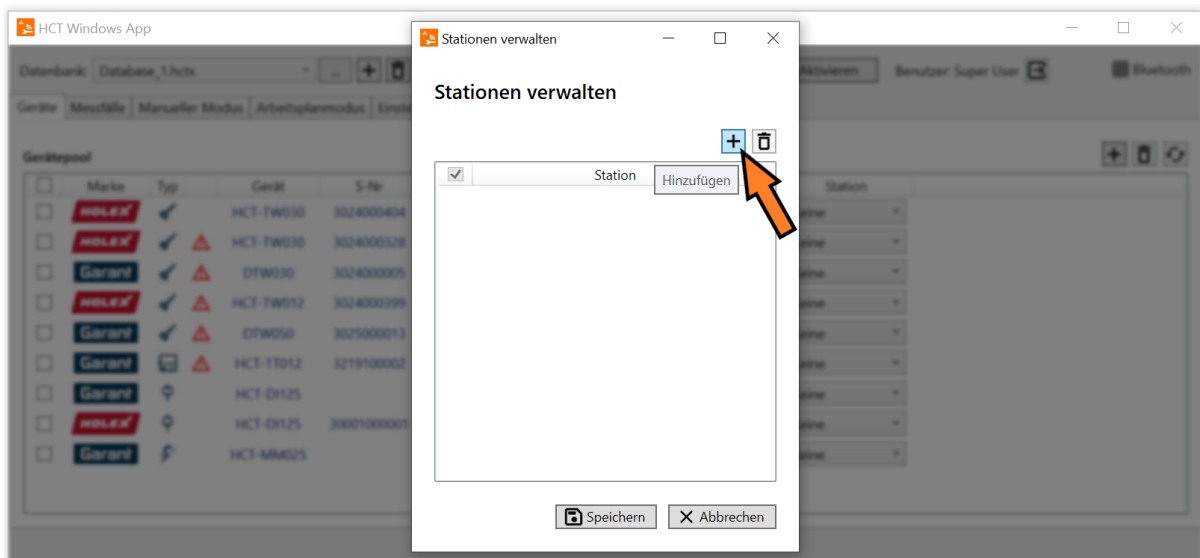 HCT Windows App
Stationen verwalten
Datenbank: Database_1.hctx
...
Aktivieren
Benutzer: Super User
Bluetooth
Geräte Messfälle Manueller Modus Arbeitsplanmodus
Stationen verwalten
Gerätepool
Marke Typ Gerät S-Nr
Station
Station
Hinzufügen
HOLEX HCT-TW030 3024000404
HOLEX HCT-TW030 3024000328
Garant DTW030 3024000005
HOLEX HCT-TW012 3024000399
Garant DTW050 3025000013
Garant HCT-TT012 3219100002
Garant HCT-DI125
HOLEX HCT-DI125 30001000001
Garant HCT-MM025
Speichern Abbrechen